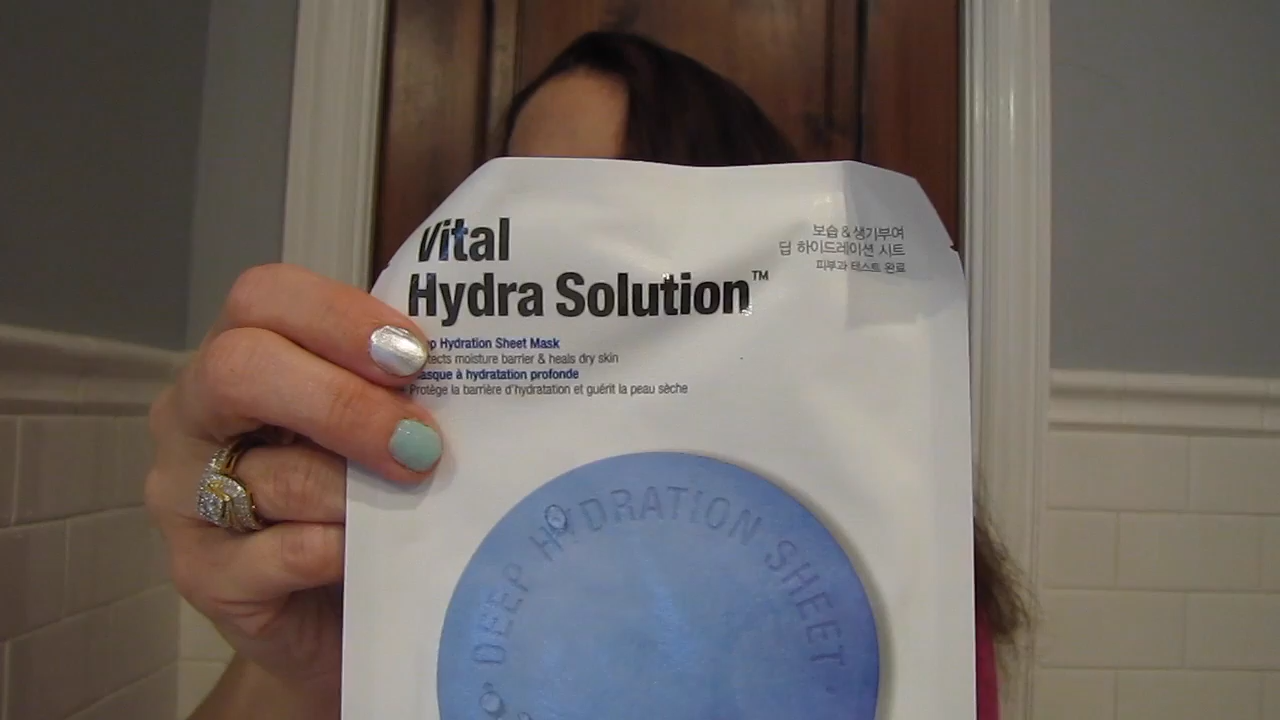 Vital
Hydra Solution™
보습 & 생기부여
딥 하이드레이션 시트
피부과 테스트 완료
Hydration Sheet Mask
moisture barrier & heals dry skin
à hydratation profonde
Protège la barrière d'hydratation et guérit la peau sèche
DEEP HYDRATION SHEET